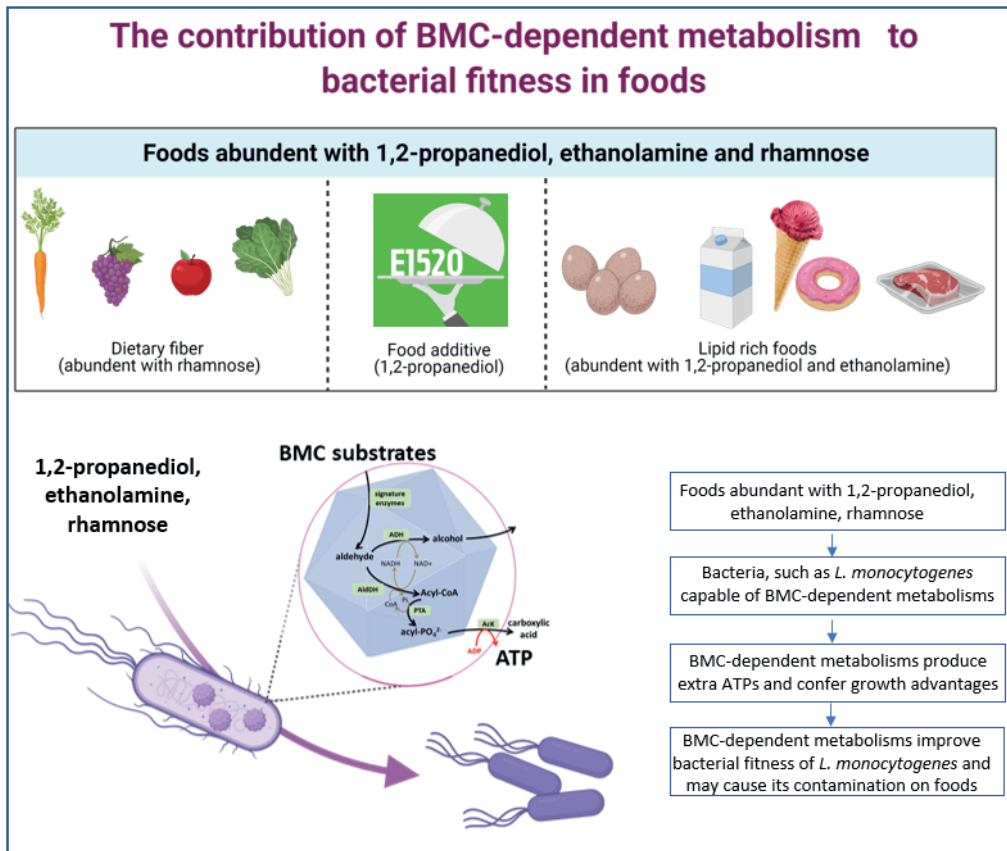 The contribution of BMC-dependent metabolism to
bacterial fitness in foods
Foods abundent with 1,2-propanediol, ethanolamine and rhamnose
Dietary fiber
(abundent with rhamnose)
E1520
Food additive
(1,2-propanediol)
Lipid rich foods
(abundent with 1,2-propanediol and ethanolamine)
1,2-propanediol,
ethanolamine,
rhamnose
BMC substrates
signature
enzymes
ADH
aldehyde
alcohol
NADH
NAD+
AldDH
Acyl-CoA
CoA
Pi
PTA
acyl-PO₄²⁻
AcK
carboxylic
acid
ADP
ATP
Foods abundant with 1,2-propanediol,
ethanolamine, rhamnose
Bacteria, such as L. monocytogenes
capable of BMC-dependent metabolisms
BMC-dependent metabolisms produce
extra ATPs and confer growth advantages
BMC-dependent metabolisms improve
bacterial fitness of L. monocytogenes and
may cause its contamination on foods